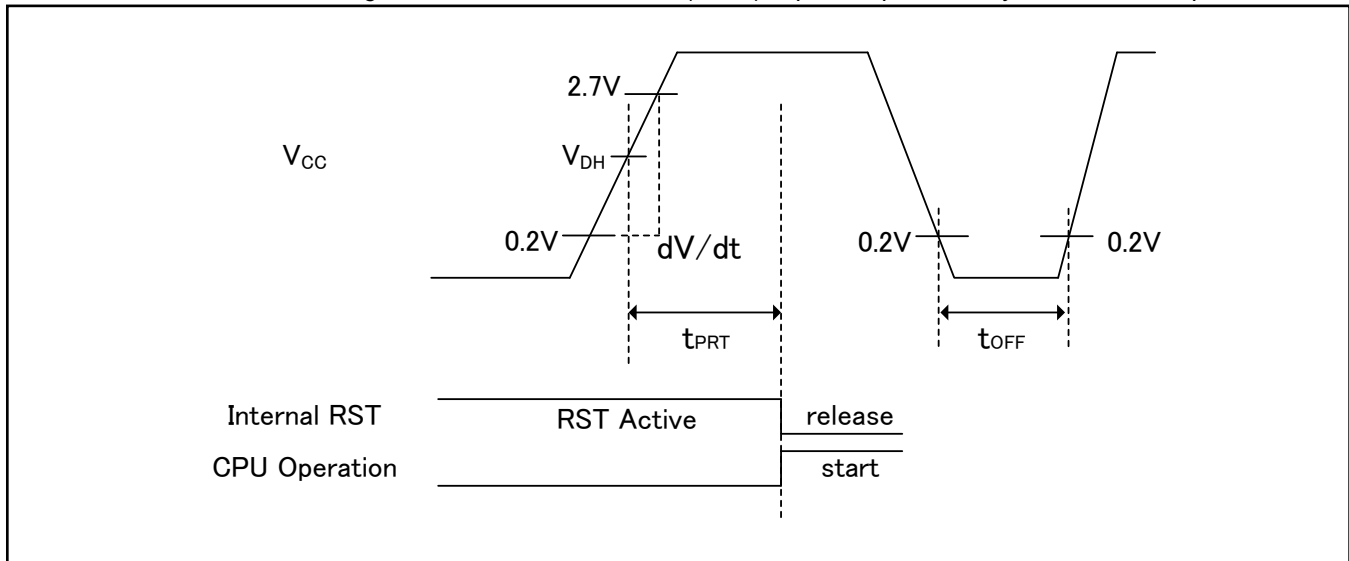 2.7V
VCC
VDH
0.2V
dV/dt
0.2V
0.2V
tPRT
tOFF
Internal RST
RST Active
release
CPU Operation
start